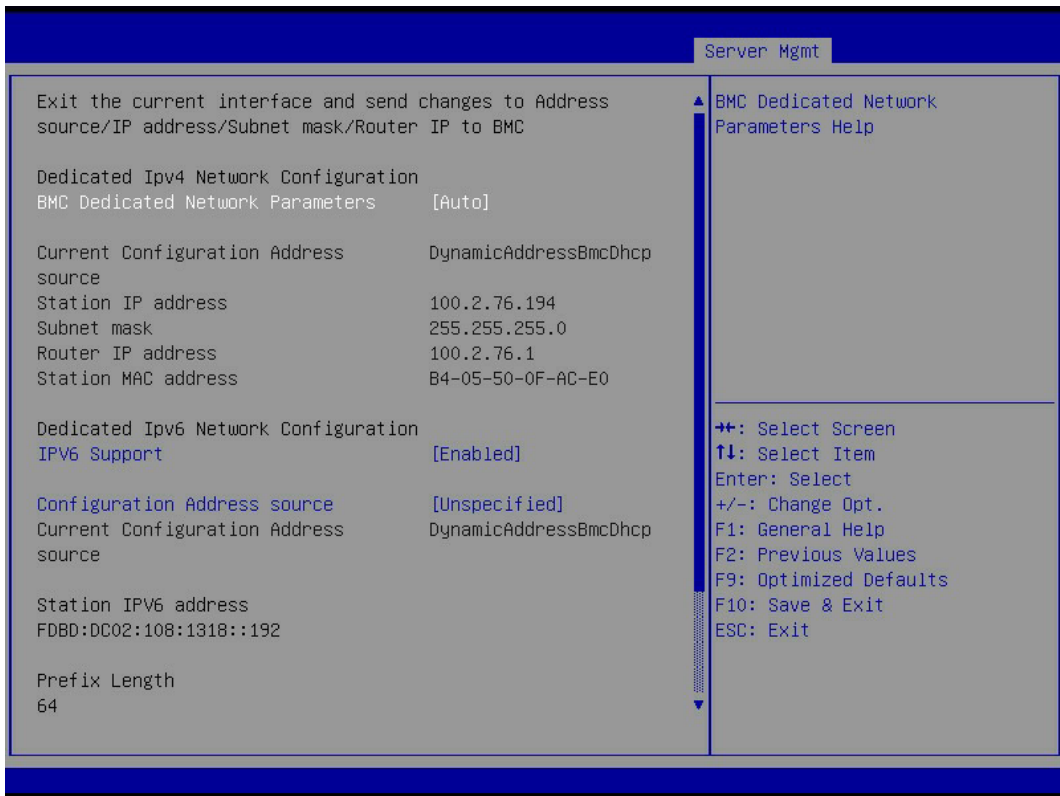 Server Mgmt
Exit the current interface and send changes to Address
source/IP address/Subnet mask/Router IP to BMC
Dedicated Ipv4 Network Configuration
BMC Dedicated Network Parameters [Auto]
Current Configuration Address DynamicAddressBmcDhcp
source
Station IP address 100.2.76.194
Subnet mask 255.255.255.0
Router IP address 100.2.76.1
Station MAC address B4-05-50-0F-AC-E0
Dedicated Ipv6 Network Configuration
IPV6 Support [Enabled]
Configuration Address source [Unspecified]
Current Configuration Address DynamicAddressBmcDhcp
source
Station IPV6 address
FDBD:DC02:108:1318::192
Prefix Length
64
BMC Dedicated Network
Parameters Help
→←: Select Screen
↑↓: Select Item
Enter: Select
+/-: Change Opt.
F1: General Help
F2: Previous Values
F9: Optimized Defaults
F10: Save & Exit
ESC: Exit